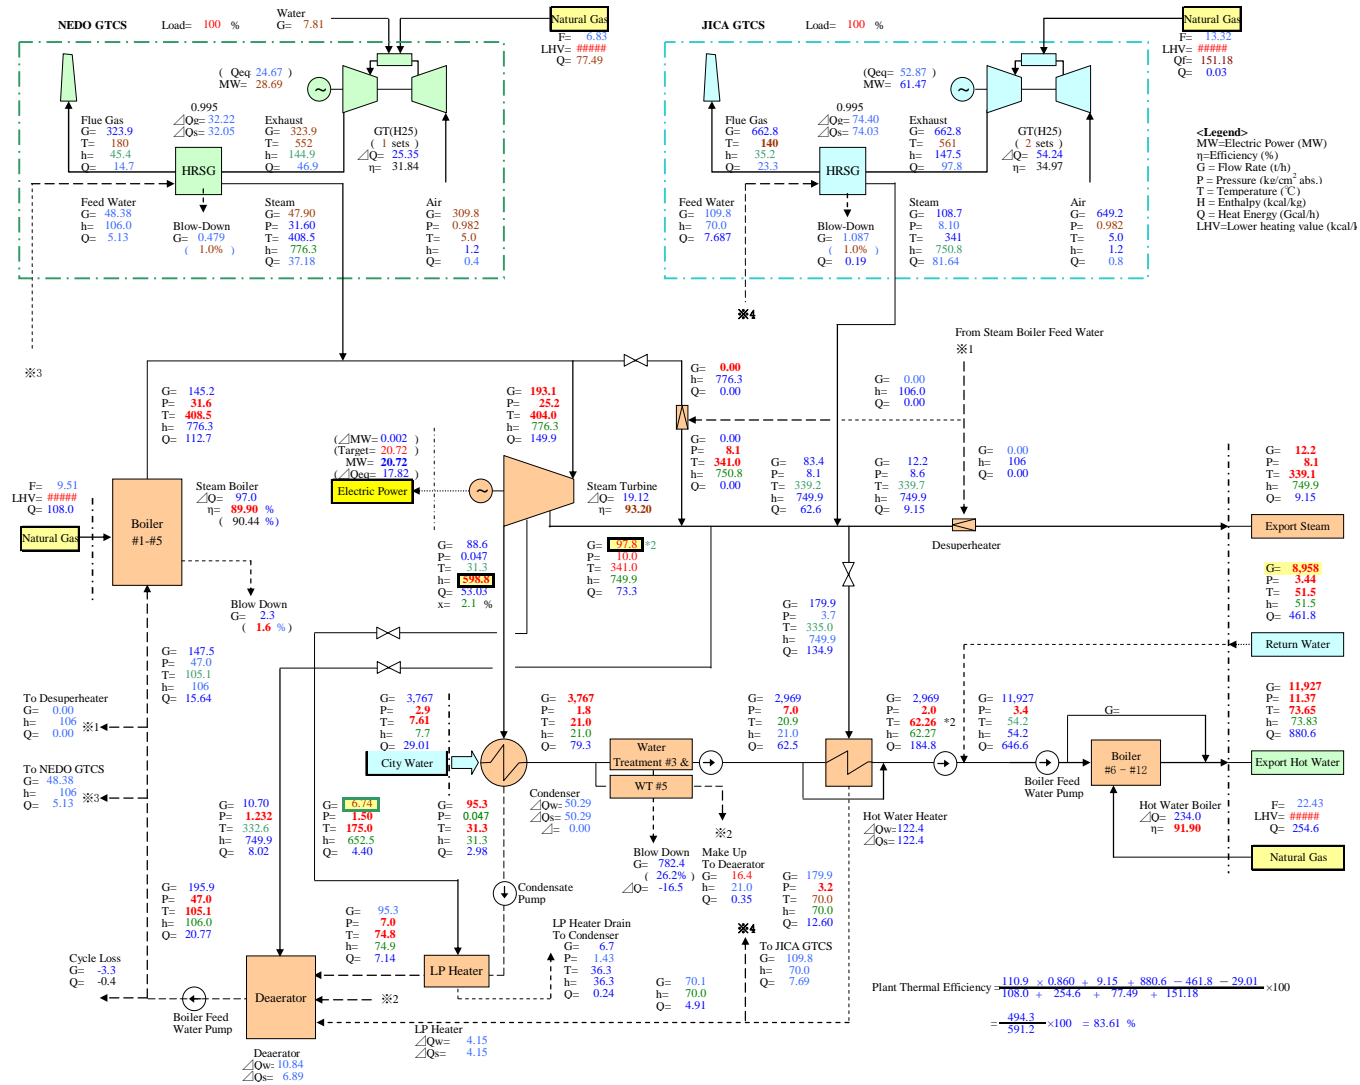 NEDO GTCS
Load= 100 %
Water
G= 7.81
Natural Gas
F= 6.83
LHV= #####
Q= 77.49
( Qeq= 24.67 )
MW= 28.69
~
0.995
⊿Qg= 32.22
⊿Qs= 32.05
Flue Gas
G= 323.9
T= 180
h= 45.4
Q= 14.7
HRSG
Exhaust
G= 323.9
T= 552
h= 144.9
Q= 46.9
GT(H25)
( 1 sets )
⊿Q= 25.35
η= 31.84
Feed Water
G= 48.38
h= 106.0
Q= 5.13
Blow-Down
G= 0.479
( 1.0% )
Steam
G= 47.90
P= 31.60
T= 408.5
h= 776.3
Q= 37.18
Air
G= 309.8
P= 0.982
T= 5.0
h= 1.2
Q= 0.4
※3
JICA GTCS
Load= 100 %
Natural Gas
F= 13.32
LHV= #####
Qf= 151.18
Q= 0.03
(Qeq= 52.87 )
MW= 61.47
~
0.995
⊿Qg= 74.40
⊿Qs= 74.03
Flue Gas
G= 662.8
T= 140
h= 35.2
Q= 23.3
HRSG
Exhaust
G= 662.8
T= 561
h= 147.5
Q= 97.8
GT(H25)
( 2 sets )
⊿Q= 54.24
η= 34.97
Feed Water
G= 109.8
h= 70.0
Q= 7.687
Blow-Down
G= 1.087
( 1.0% )
Q= 0.19
Steam
G= 108.7
P= 8.10
T= 341
h= 750.8
Q= 81.64
Air
G= 649.2
P= 0.982
T= 5.0
h= 1.2
Q= 0.8
※4
<Legend>
MW=Electric Power (MW)
η=Efficiency (%)
G = Flow Rate (t/h)
P = Pressure (kg/cm2 abs.)
T = Temperature (℃)
H = Enthalpy (kcal/kg)
Q = Heat Energy (Gcal/h)
LHV=Lower heating value (kcal/k
From Steam Boiler Feed Water
※1
G= 145.2
P= 31.6
T= 408.5
h= 776.3
Q= 112.7
G= 193.1
P= 25.2
T= 404.0
h= 776.3
Q= 149.9
G= 0.00
h= 776.3
Q= 0.00
G= 0.00
h= 106.0
Q= 0.00
G= 0.00
P= 8.1
T= 341.0
h= 750.8
Q= 0.00
G= 83.4
P= 8.1
T= 339.2
h= 749.9
Q= 62.6
G= 12.2
P= 8.6
T= 339.7
h= 749.9
Q= 9.15
G= 0.00
h= 106
Q= 0.00
G= 12.2
P= 8.1
T= 339.1
h= 749.9
Q= 9.15
Export Steam
(⊿MW= 0.002 )
(Target= 20.72 )
MW= 20.72
(⊿Qeq= 17.82 )
Electric Power
~
Steam Turbine
⊿Q= 19.12
η= 93.20
F= 9.51
LHV= #####
Q= 108.0
Natural Gas
Boiler
#1-#5
Steam Boiler
⊿Q: 97.0
η= 89.90 %
( 90.44 % )
Blow Down
G= 2.3
( 1.6 % )
G= 88.6
P= 0.047
T= 31.3
h= 598.8
Q= 53.03
x= 2.1 %
G= 97.8 *2
P= 10.0
T= 341.0
h= 749.9
Q= 73.3
Desuperheater
G= 8,958
P= 3.44
T= 51.5
h= 51.5
Q= 461.8
Return Water
G= 179.9
P= 3.7
T= 335.0
h= 749.9
Q= 134.9
G= 147.5
P= 47.0
T= 105.1
h= 106
Q= 15.64
To Desuperheater
G= 0.00
h= 106
Q= 0.00
※1
To NEDO GTCS
G= 48.38
h= 106
Q= 5.13
※3
G= 3,767
P= 2.9
T= 7.61
h= 7.7
Q= 29.01
City Water
G= 3,767
P= 1.8
T= 21.0
h= 21.0
Q= 79.3
Water
Treatment #3 &
WT #5
G= 2,969
P= 7.0
T= 20.9
h= 21.0
Q= 62.5
G= 2,969
P= 2.0
T= 62.26 *2
h= 62.27
Q= 184.8
G= 11,927
P= 3.4
T= 54.2
h= 54.2
Q= 646.6
G=
G= 11,927
P= 11.37
T= 73.65
h= 73.83
Q= 880.6
Export Hot Water
Boiler
#6 − #12
Boiler Feed
Water Pump
Hot Water Boiler
⊿Q= 234.0
η= 91.90
F= 22.43
LHV= #####
Q= 254.6
Natural Gas
Condenser
⊿Qw= 50.29
⊿Qs= 50.29
⊿= 0.00
Hot Water Heater
⊿Qw= 122.4
⊿Qs= 122.4
G= 10.70
P= 1.232
T= 332.6
h= 749.9
Q= 8.02
G= 6.74
P= 1.50
T= 175.0
h= 652.5
Q= 4.40
G= 95.3
P= 0.047
T= 31.3
h= 31.3
Q= 2.98
※2
Blow Down
G= 782.4
( 26.2% )
⊿Q= -16.5
Make Up
To Deaerator
G= 16.4
h= 21.0
Q= 0.35
G= 179.9
P= 3.2
T= 70.0
h= 70.0
Q= 12.60
Condensate
Pump
G= 195.9
P= 47.0
T= 105.1
h= 106.0
Q= 20.77
G= 95.3
P= 7.0
T= 74.8
h= 74.9
Q= 7.14
LP Heater
LP Heater Drain
To Condenser
G= 6.7
P= 1.43
T= 36.3
h= 36.3
Q= 0.24
※4
To JICA GTCS
G= 109.8
h= 70.0
Q= 7.69
G= 70.1
h= 70.0
Q= 4.91
Cycle Loss
G= -3.3
Q= -0.4
Boiler Feed
Water Pump
Deaerator
※2
LP Heater
⊿Qw= 4.15
⊿Qs= 4.15
Deaerator
⊿Qw= 10.84
⊿Qs= 6.89
Plant Thermal Efficiency = 110.9 × 0.860 + 9.15 + 880.6 − 461.8 − 29.01 ×100
108.0 + 254.6 + 77.49 + 151.18
= 494.3 ×100 = 83.61 %
591.2